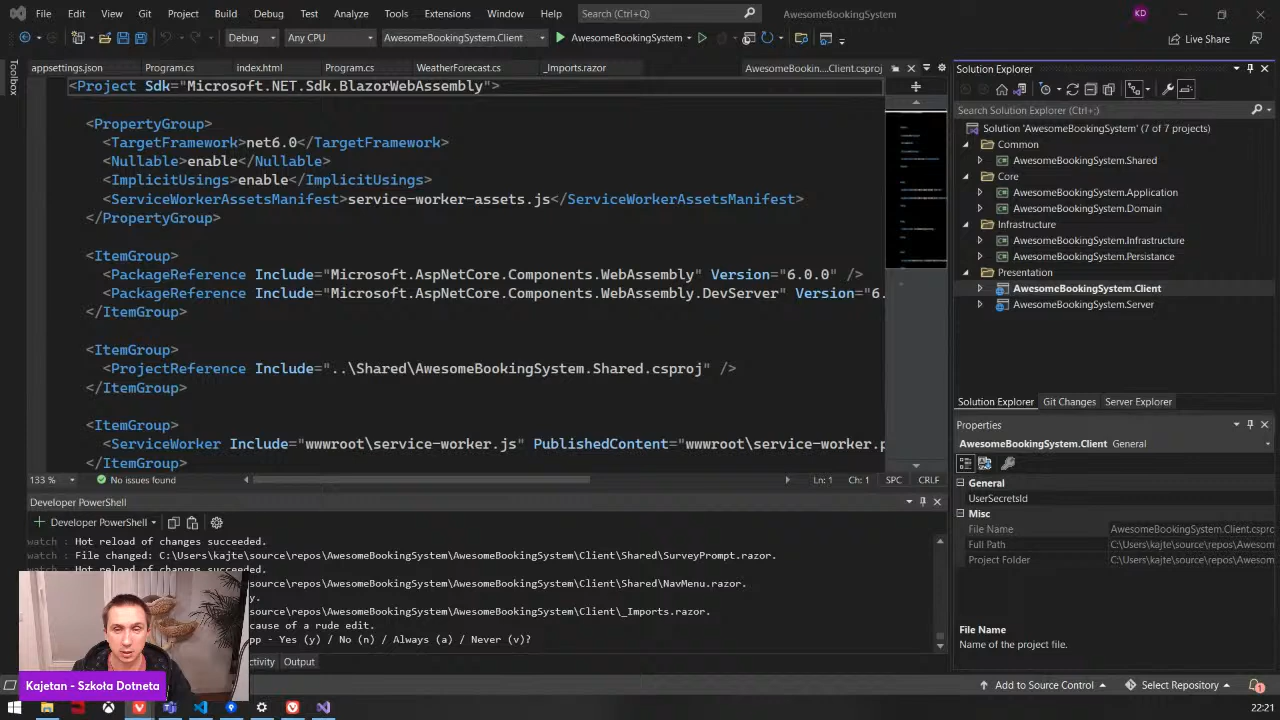 File Edit View Git Project Build Debug Test Analyze Tools Extensions Window Help Search (Ctrl+Q) AwesomeBookingSystem KD
Debug Any CPU AwesomeBookingSystem.Client AwesomeBookingSystem Live Share
Toolbox
appsettings.json Program.cs index.html Program.cs WeatherForecast.cs _Imports.razor AwesomeBookin....Client.csproj
<Project Sdk="Microsoft.NET.Sdk.BlazorWebAssembly">
<PropertyGroup>
<TargetFramework>net6.0</TargetFramework>
<Nullable>enable</Nullable>
<ImplicitUsings>enable</ImplicitUsings>
<ServiceWorkerAssetsManifest>service-worker-assets.js</ServiceWorkerAssetsManifest>
</PropertyGroup>
<ItemGroup>
<PackageReference Include="Microsoft.AspNetCore.Components.WebAssembly" Version="6.0.0" />
<PackageReference Include="Microsoft.AspNetCore.Components.WebAssembly.DevServer" Version="6.
</ItemGroup>
<ItemGroup>
<ProjectReference Include="..\Shared\AwesomeBookingSystem.Shared.csproj" />
</ItemGroup>
<ItemGroup>
<ServiceWorker Include="wwwroot\service-worker.js" PublishedContent="wwwroot\service-worker.p
</ItemGroup>
133 % No issues found Ln: 1 Ch: 1 SPC CRLF
Developer PowerShell
Developer PowerShell
watch : Hot reload of changes succeeded.
watch : File changed: C:\Users\kajte\source\repos\AwesomeBookingSystem\AwesomeBookingSystem\Client\Shared\SurveyPrompt.razor.
watch : Hot reload of changes succeeded.
source\repos\AwesomeBookingSystem\AwesomeBookingSystem\Client\Shared\NavMenu.razor.
y.
source\repos\AwesomeBookingSystem\AwesomeBookingSystem\Client\_Imports.razor.
cause of a rude edit.
pp - Yes (y) / No (n) / Always (a) / Never (v)?
ctivity Output
Kajetan - Szkoła Dotneta
Solution Explorer
Search Solution Explorer (Ctrl+;)
Solution 'AwesomeBookingSystem' (7 of 7 projects)
Common
AwesomeBookingSystem.Shared
Core
AwesomeBookingSystem.Application
AwesomeBookingSystem.Domain
Infrastructure
AwesomeBookingSystem.Infrastructure
AwesomeBookingSystem.Persistance
Presentation
AwesomeBookingSystem.Client
AwesomeBookingSystem.Server
Solution Explorer Git Changes Server Explorer
Properties
AwesomeBookingSystem.Client General
General
UserSecretsId
Misc
File Name AwesomeBookingSystem.Client.cspro
Full Path C:\Users\kajte\source\repos\Awesom
Project Folder C:\Users\kajte\source\repos\Awesom
File Name
Name of the project file.
Add to Source Control Select Repository 1
22:21